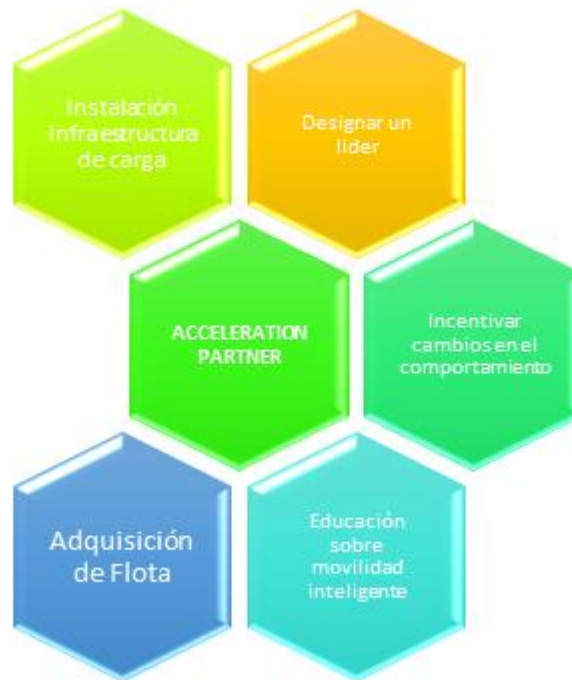 Instalación
infraestructura
de carga
Designar un
lider
ACCELERATION
PARTNER
Incentivar
cambios en el
comportamiento
Adquisición
de Flota
Educación
sobre
movilidad
inteligente